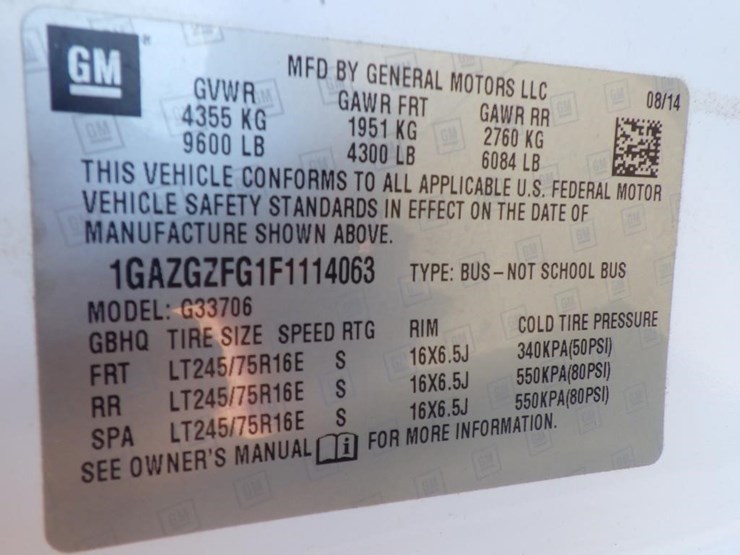 GM
MFD BY GENERAL MOTORS LLC 08/14
GVWR GAWR FRT GAWR RR
4355 KG 1951 KG 2760 KG
9600 LB 4300 LB 6084 LB
THIS VEHICLE CONFORMS TO ALL APPLICABLE U.S. FEDERAL MOTOR
VEHICLE SAFETY STANDARDS IN EFFECT ON THE DATE OF
MANUFACTURE SHOWN ABOVE.
1GAZGZFG1F1114063 TYPE: BUS-NOT SCHOOL BUS
MODEL: G33706
GBHQ TIRE SIZE SPEED RTG RIM COLD TIRE PRESSURE
FRT LT245/75R16E S 16X6.5J 340KPA(50PSI)
RR LT245/75R16E S 16X6.5J 550KPA(80PSI)
SPA LT245/75R16E S 16X6.5J 550KPA(80PSI)
SEE OWNER'S MANUAL i FOR MORE INFORMATION.